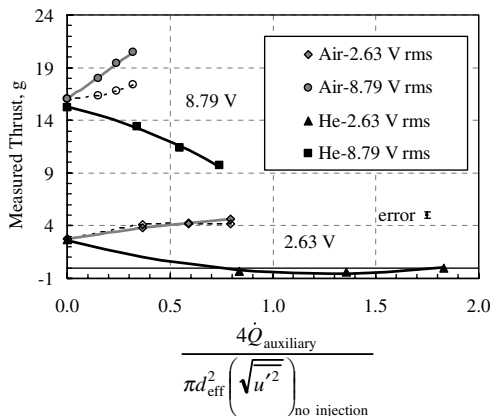 24
19
14
9
4
-1
Measured Thrust, g
8.79 V
2.63 V
error
Air-2.63 V rms
Air-8.79 V rms
He-2.63 V rms
He-8.79 V rms
0.0 0.5 1.0 1.5 2.0
4Q̇auxiliary
πd²eff(√u′²)no injection